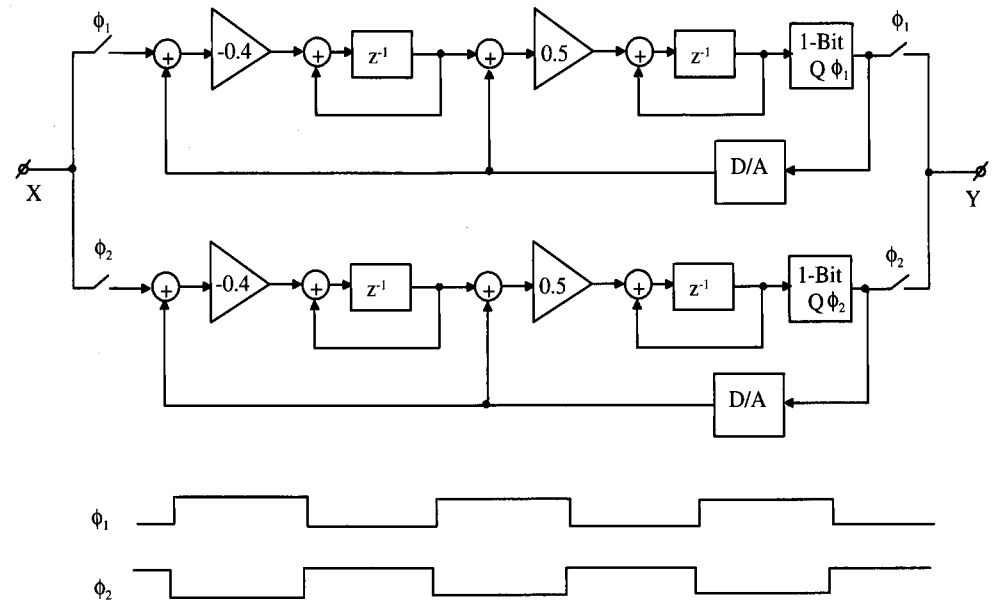 ϕ₁ ϕ₁
-0.4 z⁻¹ 0.5 z⁻¹ 1-Bit
Q ϕ₁
D/A
X Y
ϕ₂ ϕ₂
-0.4 z⁻¹ 0.5 z⁻¹ 1-Bit
Q ϕ₂
D/A
ϕ₁
ϕ₂